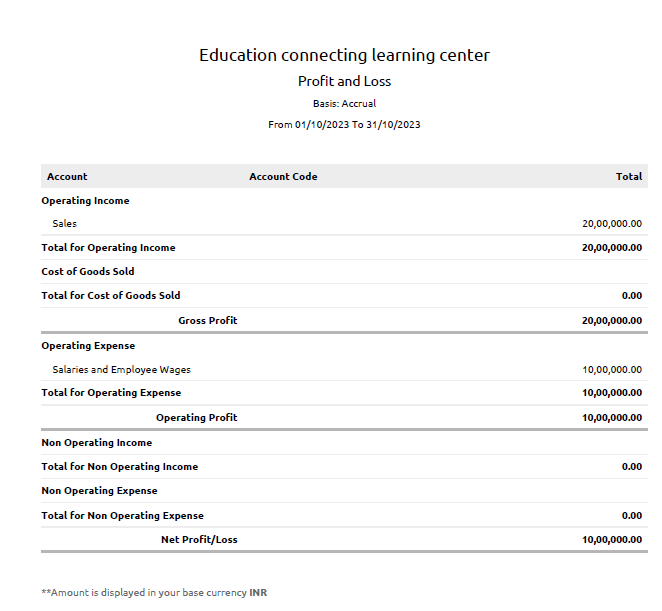 Education connecting learning center
Profit and Loss
Basis: Accrual
From 01/10/2023 To 31/10/2023
Account Account Code Total
Operating Income
Sales 20,00,000.00
Total for Operating Income 20,00,000.00
Cost of Goods Sold
Total for Cost of Goods Sold 0.00
Gross Profit 20,00,000.00
Operating Expense
Salaries and Employee Wages 10,00,000.00
Total for Operating Expense 10,00,000.00
Operating Profit 10,00,000.00
Non Operating Income
Total for Non Operating Income 0.00
Non Operating Expense
Total for Non Operating Expense 0.00
Net Profit/Loss 10,00,000.00
**Amount is displayed in your base currency INR